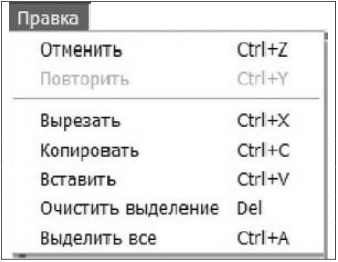 Правка
Отменить Ctrl+Z
Повторить Ctrl+Y
Вырезать Ctrl+X
Копировать Ctrl+C
Вставить Ctrl+V
Очистить выделение Del
Выделить все Ctrl+A